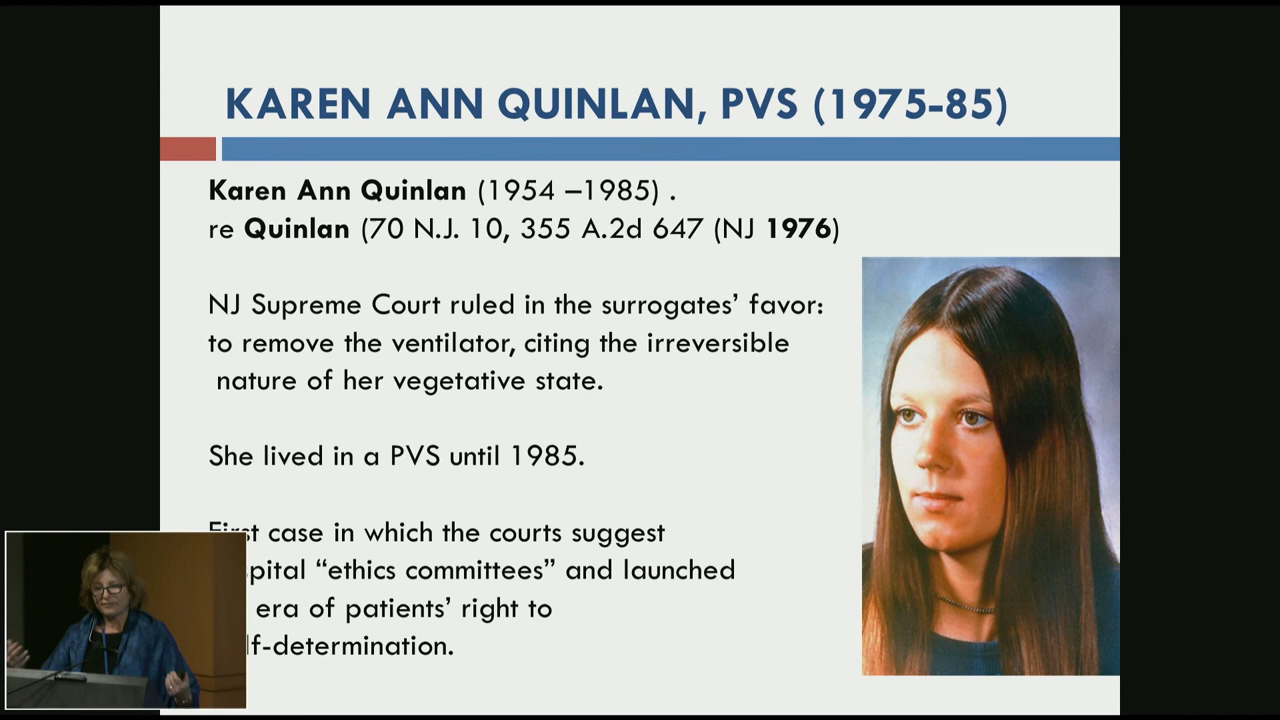 KAREN ANN QUINLAN, PVS (1975-85)
Karen Ann Quinlan (1954 –1985) .
re Quinlan (70 N.J. 10, 355 A.2d 647 (NJ 1976)
NJ Supreme Court ruled in the surrogates’ favor:
to remove the ventilator, citing the irreversible
nature of her vegetative state.
She lived in a PVS until 1985.
First case in which the courts suggest
spital “ethics committees” and launched
era of patients’ right to
lf-determination.